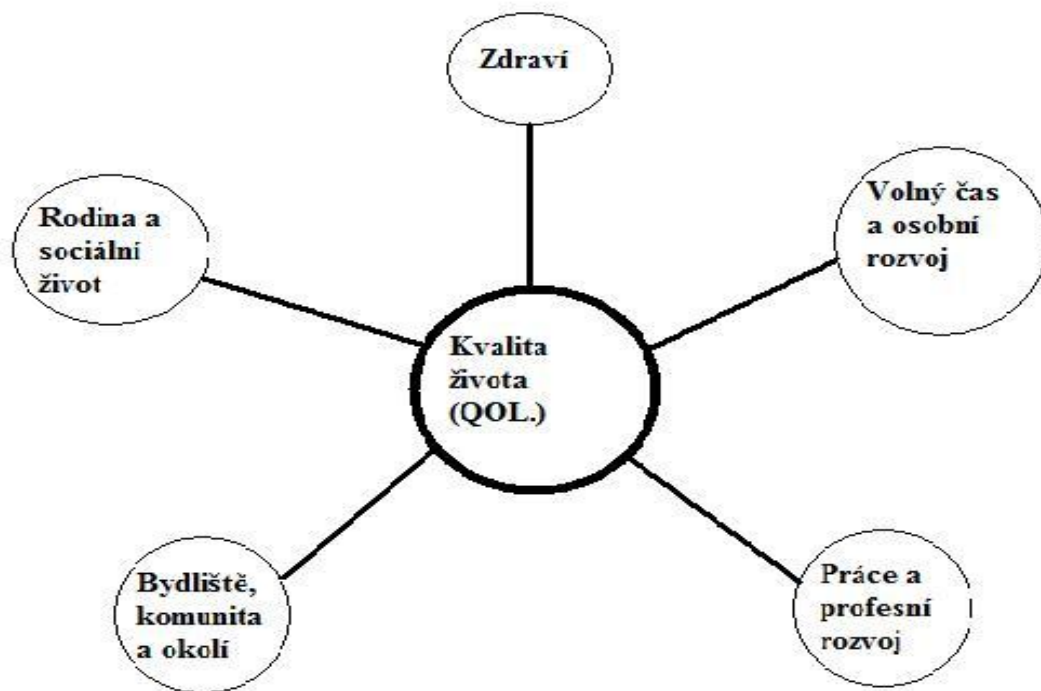 Zdraví
Volný čas
a osobní
rozvoj
Rodina a
sociální
život
Kvalita
života
(QOL.)
Bydliště,
komunita
a okolí
Práce a
profesní
rozvoj